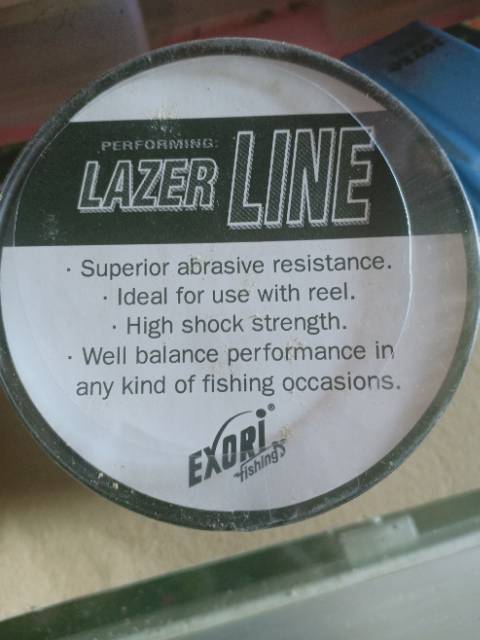 PERFORMING:
LAZER LINE
· Superior abrasive resistance.
· Ideal for use with reel.
· High shock strength.
· Well balance performance in
any kind of fishing occasions.
EXORI®
fishing